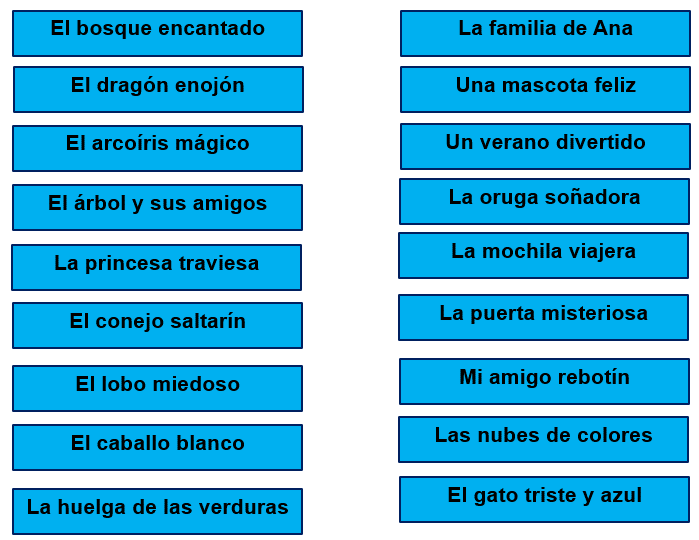 El bosque encantado
El dragón enojón
El arcoíris mágico
El árbol y sus amigos
La princesa traviesa
El conejo saltarín
El lobo miedoso
El caballo blanco
La huelga de las verduras
La familia de Ana
Una mascota feliz
Un verano divertido
La oruga soñadora
La mochila viajera
La puerta misteriosa
Mi amigo rebotín
Las nubes de colores
El gato triste y azul